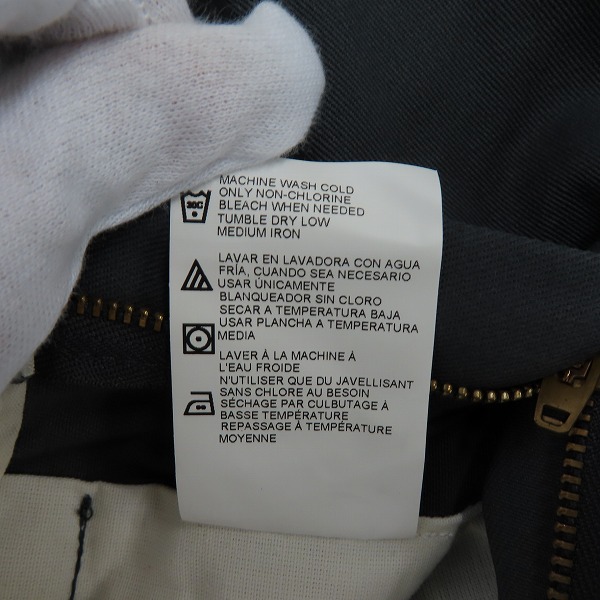 MACHINE WASH COLD
ONLY NON-CHLORINE
BLEACH WHEN NEEDED
TUMBLE DRY LOW
MEDIUM IRON
30C
LAVAR EN LAVADORA CON AGUA
FRÍA, CUANDO SEA NECESARIO
USAR ÚNICAMENTE
BLANQUEADOR SIN CLORO
SECAR A TEMPERATURA BAJA
USAR PLANCHA A TEMPERATURA
MEDIA
LAVER À LA MACHINE À
L'EAU FROIDE
N'UTILISER QUE DU JAVELLISANT
SANS CHLORE AU BESOIN
SÉCHAGE PAR CULBUTAGE À
BASSE TEMPÉRATURE
REPASSAGE À TEMPÉRATURE
MOYENNE